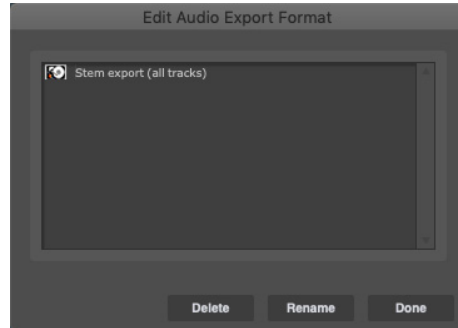 Edit Audio Export Format
Stem export (all tracks)
Delete Rename Done